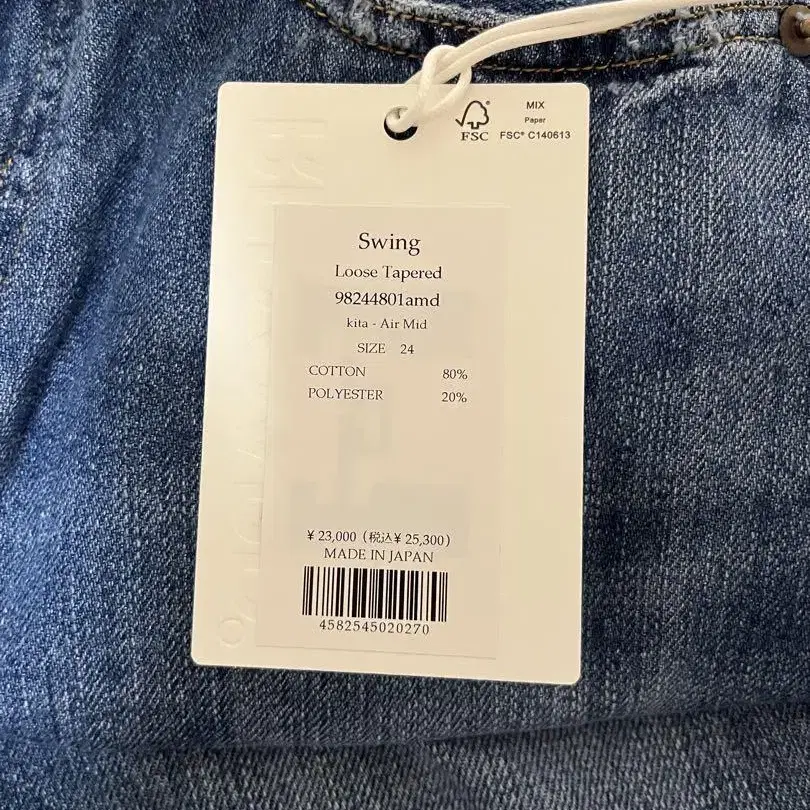 FSC®
MIX
Paper
FSC® C140613
Swing
Loose Tapered
98244801amd
kita - Air Mid
SIZE 24
COTTON 80%
POLYESTER 20%
¥ 23,000 (税込¥ 25,300)
MADE IN JAPAN
4582545020270